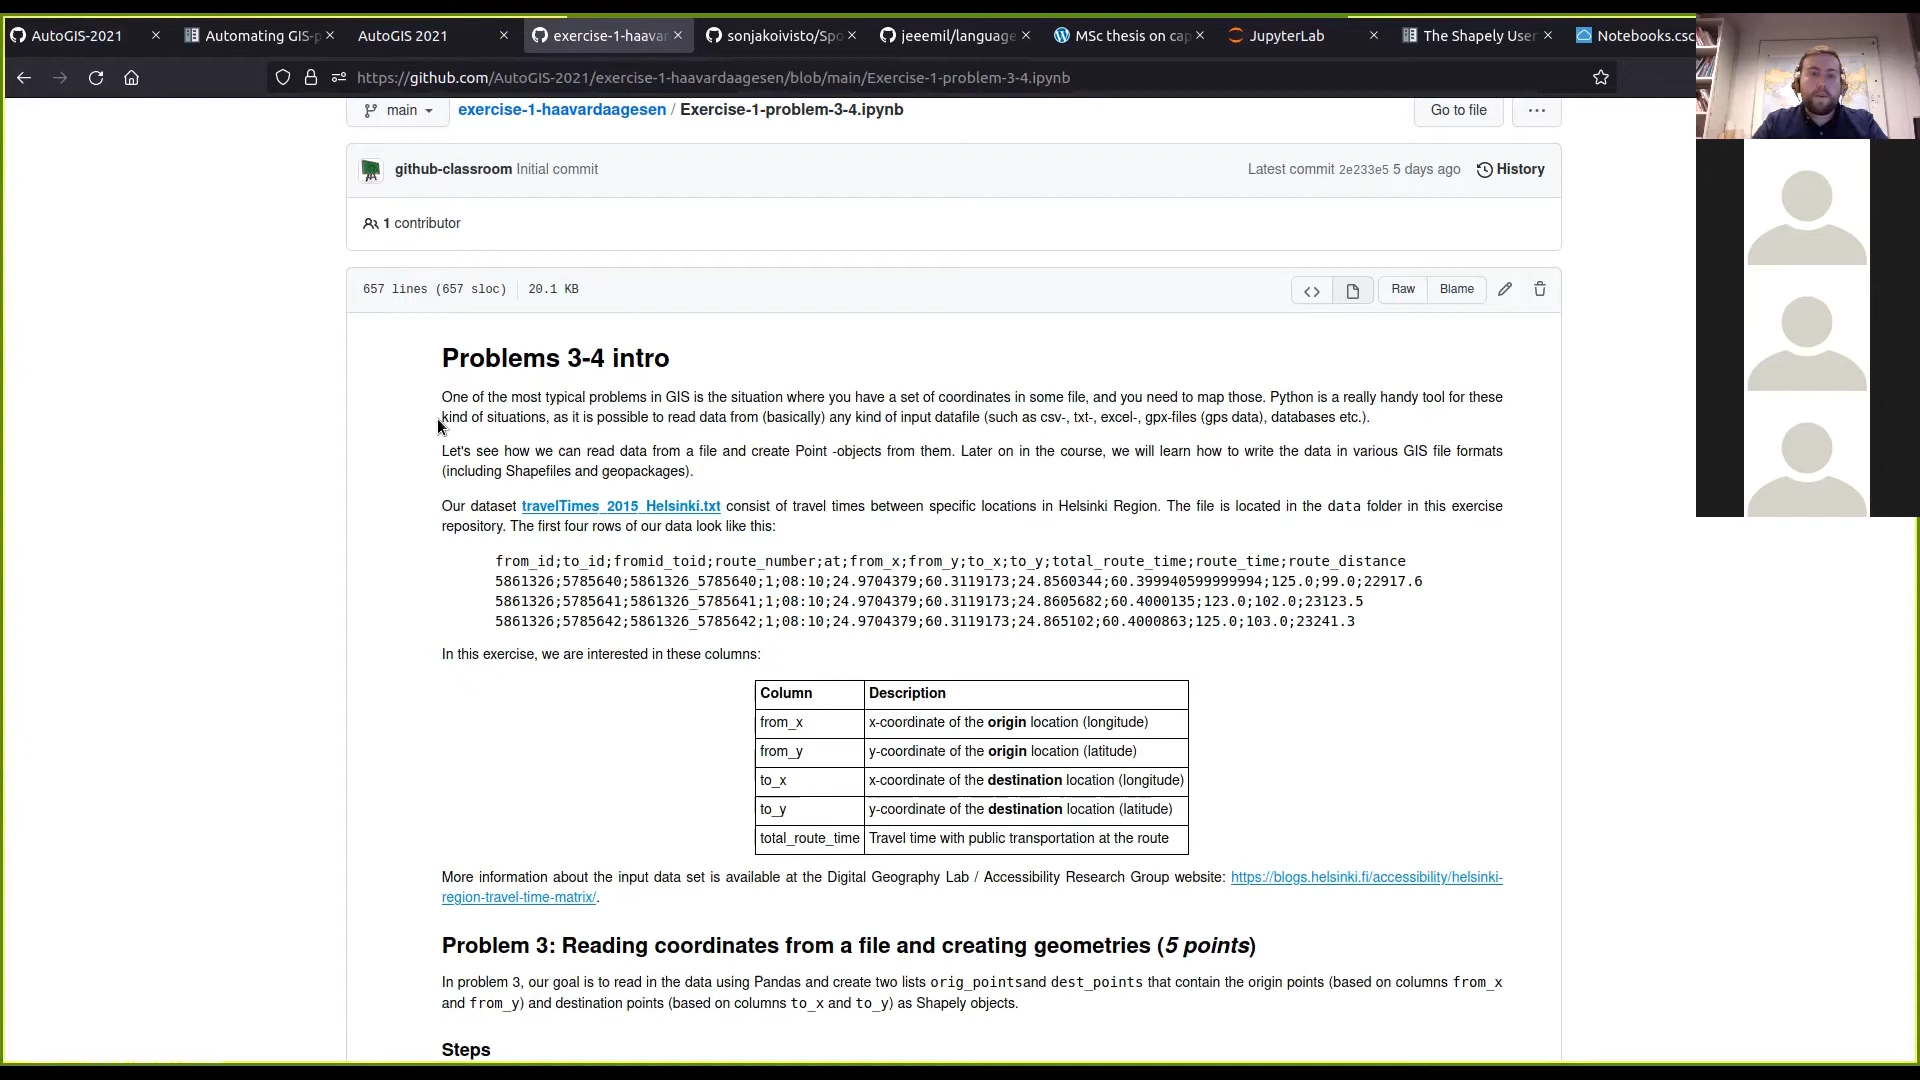 AutoGIS-2021
Automating GIS-p
AutoGIS 2021
exercise-1-haavar
sonjakoivisto/Spo
jeeemil/language
MSc thesis on cap
JupyterLab
The Shapely User
Notebooks.csc
https://github.com/AutoGIS-2021/exercise-1-haavardaagesen/blob/main/Exercise-1-problem-3-4.ipynb
main exercise-1-haavardaagesen / Exercise-1-problem-3-4.ipynb Go to file ...
github-classroom Initial commit Latest commit 2e233e5 5 days ago History
1 contributor
657 lines (657 sloc) 20.1 KB <> Raw Blame
Problems 3-4 intro
One of the most typical problems in GIS is the situation where you have a set of coordinates in some file, and you need to map those. Python is a really handy tool for these
kind of situations, as it is possible to read data from (basically) any kind of input datafile (such as csv-, txt-, excel-, gpx-files (gps data), databases etc.).
Let's see how we can read data from a file and create Point -objects from them. Later on in the course, we will learn how to write the data in various GIS file formats
(including Shapefiles and geopackages).
Our dataset travelTimes_2015_Helsinki.txt consist of travel times between specific locations in Helsinki Region. The file is located in the data folder in this exercise
repository. The first four rows of our data look like this:
from_id;to_id;fromid_toid;route_number;at;from_x;from_y;to_x;to_y;total_route_time;route_time;route_distance
5861326;5785640;5861326_5785640;1;08:10;24.9704379;60.3119173;24.8560344;60.399940599999994;125.0;99.0;22917.6
5861326;5785641;5861326_5785641;1;08:10;24.9704379;60.3119173;24.8605682;60.4000135;123.0;102.0;23123.5
5861326;5785642;5861326_5785642;1;08:10;24.9704379;60.3119173;24.865102;60.4000863;125.0;103.0;23241.3
In this exercise, we are interested in these columns:
Column Description
from_x x-coordinate of the origin location (longitude)
from_y y-coordinate of the origin location (latitude)
to_x x-coordinate of the destination location (longitude)
to_y y-coordinate of the destination location (latitude)
total_route_time Travel time with public transportation at the route
More information about the input data set is available at the Digital Geography Lab / Accessibility Research Group website: https://blogs.helsinki.fi/accessibility/helsinki-
region-travel-time-matrix/.
Problem 3: Reading coordinates from a file and creating geometries (5 points)
In problem 3, our goal is to read in the data using Pandas and create two lists orig_pointsand dest_points that contain the origin points (based on columns from_x
and from_y) and destination points (based on columns to_x and to_y) as Shapely objects.
Steps